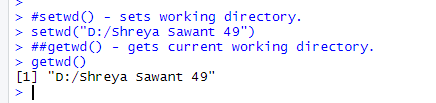 >
> #setwd() - sets working directory.
> setwd("D:/Shreya Sawant 49")
> ##getwd() - gets current working directory.
> getwd()
[1] "D:/Shreya Sawant 49"
>